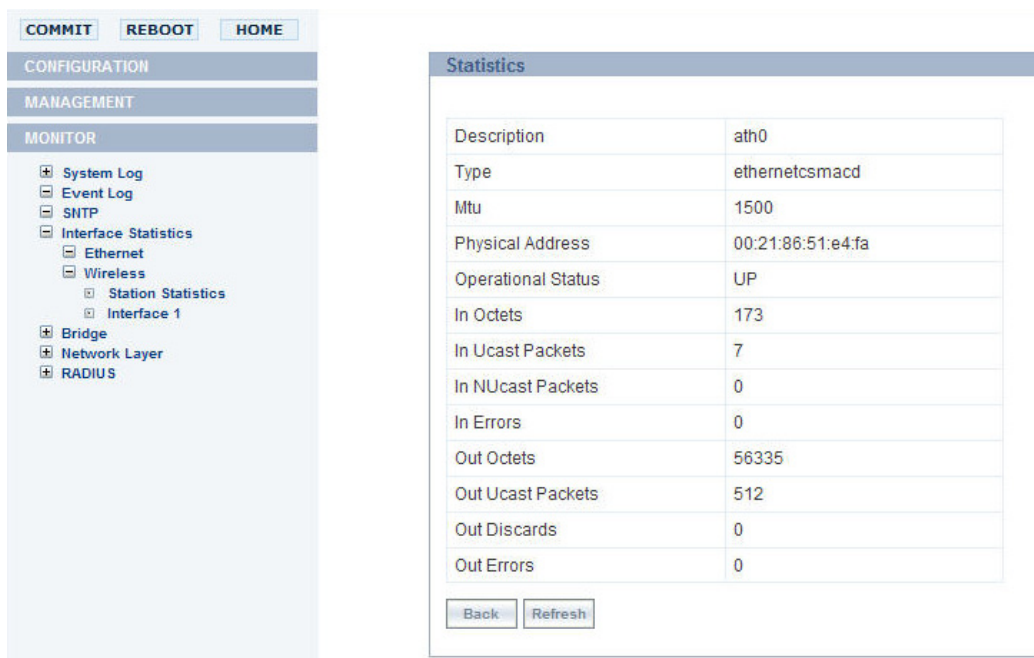 COMMIT REBOOT HOME
CONFIGURATION
MANAGEMENT
MONITOR
System Log
Event Log
SNTP
Interface Statistics
Ethernet
Wireless
Station Statistics
Interface 1
Bridge
Network Layer
RADIUS
Statistics
Description ath0
Type ethernetcsmacd
Mtu 1500
Physical Address 00:21:86:51:e4:fa
Operational Status UP
In Octets 173
In Ucast Packets 7
In NUcast Packets 0
In Errors 0
Out Octets 56335
Out Ucast Packets 512
Out Discards 0
Out Errors 0
Back Refresh